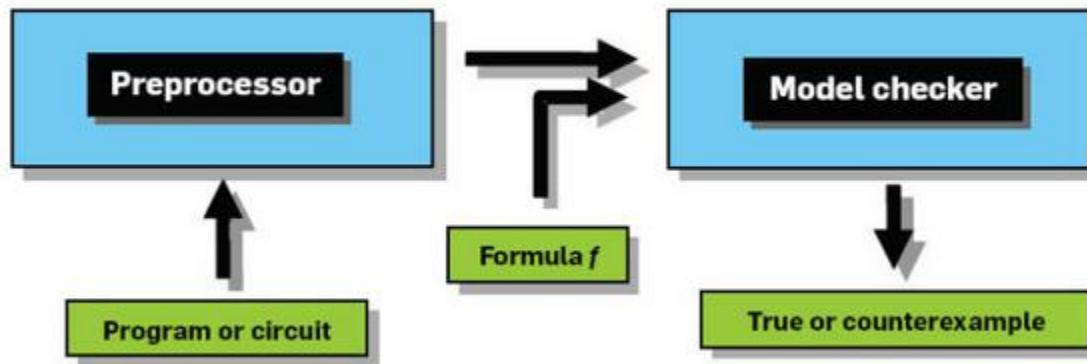 Preprocessor
Model checker
Formula f
Program or circuit
True or counterexample